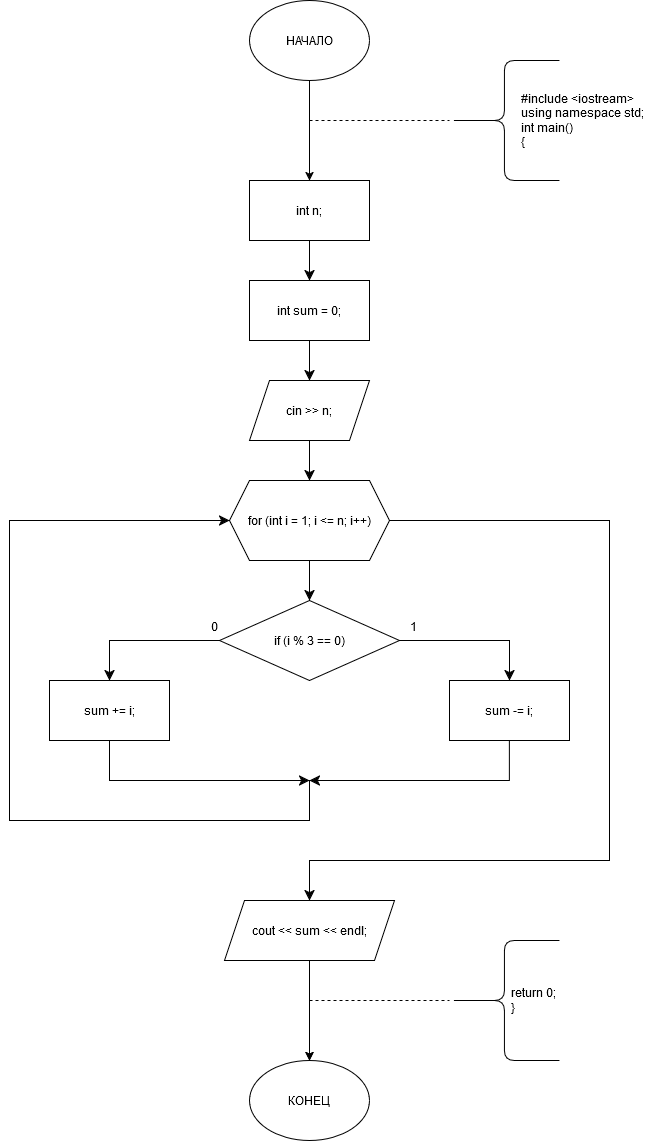 НАЧАЛО
#include <iostream>
using namespace std;
int main()
{
int n;
int sum = 0;
cin >> n;
for (int i = 1; i <= n; i++)
0
if (i % 3 == 0)
1
sum += i;
sum -= i;
cout << sum << endl;
return 0;
}
КОНЕЦ